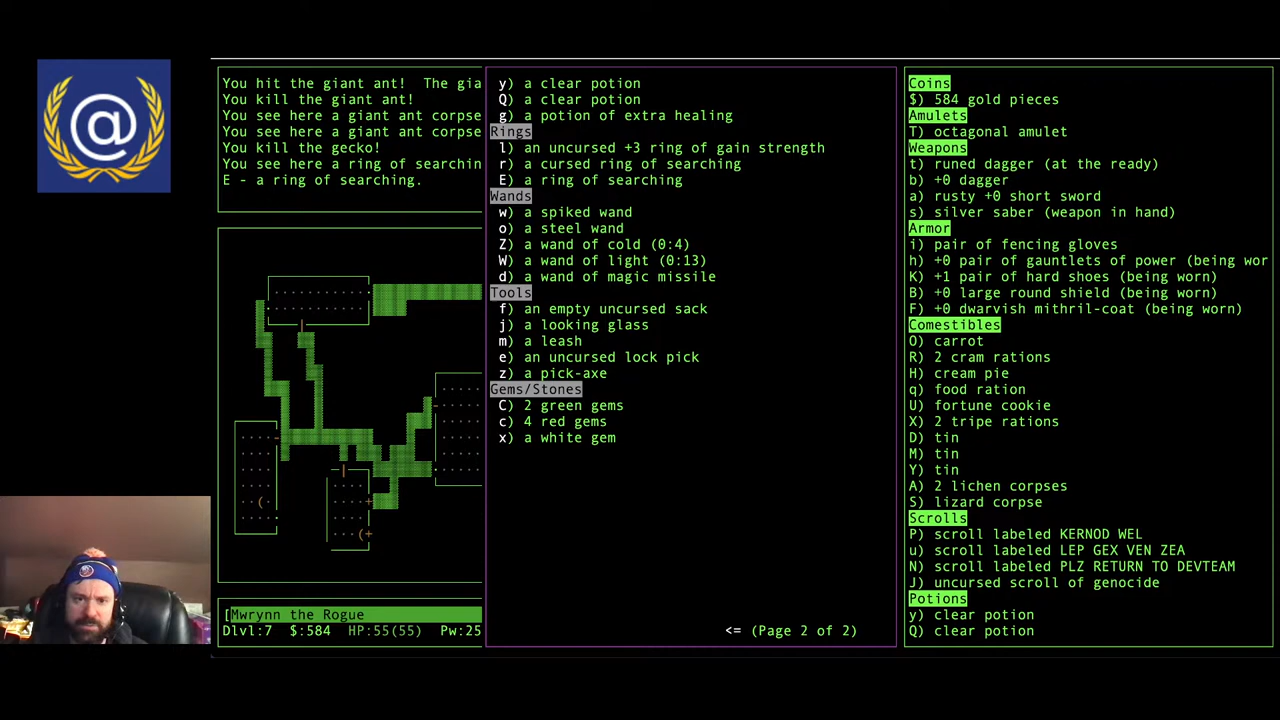 You hit the giant ant!  The gia
You kill the giant ant!
You see here a giant ant corpse
You see here a giant ant corpse
You kill the gecko!
You see here a ring of searchin
E - a ring of searching.
[Mwrynn the Rogue
Dlvl:7  $:584  HP:55(55)  Pw:25
y) a clear potion
Q) a clear potion
g) a potion of extra healing
Rings
l) an uncursed +3 ring of gain strength
r) a cursed ring of searching
E) a ring of searching
Wands
w) a spiked wand
o) a steel wand
Z) a wand of cold (0:4)
W) a wand of light (0:13)
d) a wand of magic missile
Tools
f) an empty uncursed sack
j) a looking glass
m) a leash
e) an uncursed lock pick
z) a pick-axe
Gems/Stones
C) 2 green gems
c) 4 red gems
x) a white gem
<= (Page 2 of 2)
Coins
$) 584 gold pieces
Amulets
T) octagonal amulet
Weapons
t) runed dagger (at the ready)
b) +0 dagger
a) rusty +0 short sword
s) silver saber (weapon in hand)
Armor
i) pair of fencing gloves
h) +0 pair of gauntlets of power (being wor
K) +1 pair of hard shoes (being worn)
B) +0 large round shield (being worn)
F) +0 dwarvish mithril-coat (being worn)
Comestibles
O) carrot
R) 2 cram rations
H) cream pie
q) food ration
U) fortune cookie
X) 2 tripe rations
D) tin
M) tin
Y) tin
A) 2 lichen corpses
S) lizard corpse
Scrolls
P) scroll labeled KERNOD WEL
u) scroll labeled LEP GEX VEN ZEA
N) scroll labeled PLZ RETURN TO DEVTEAM
J) uncursed scroll of genocide
Potions
y) clear potion
Q) clear potion